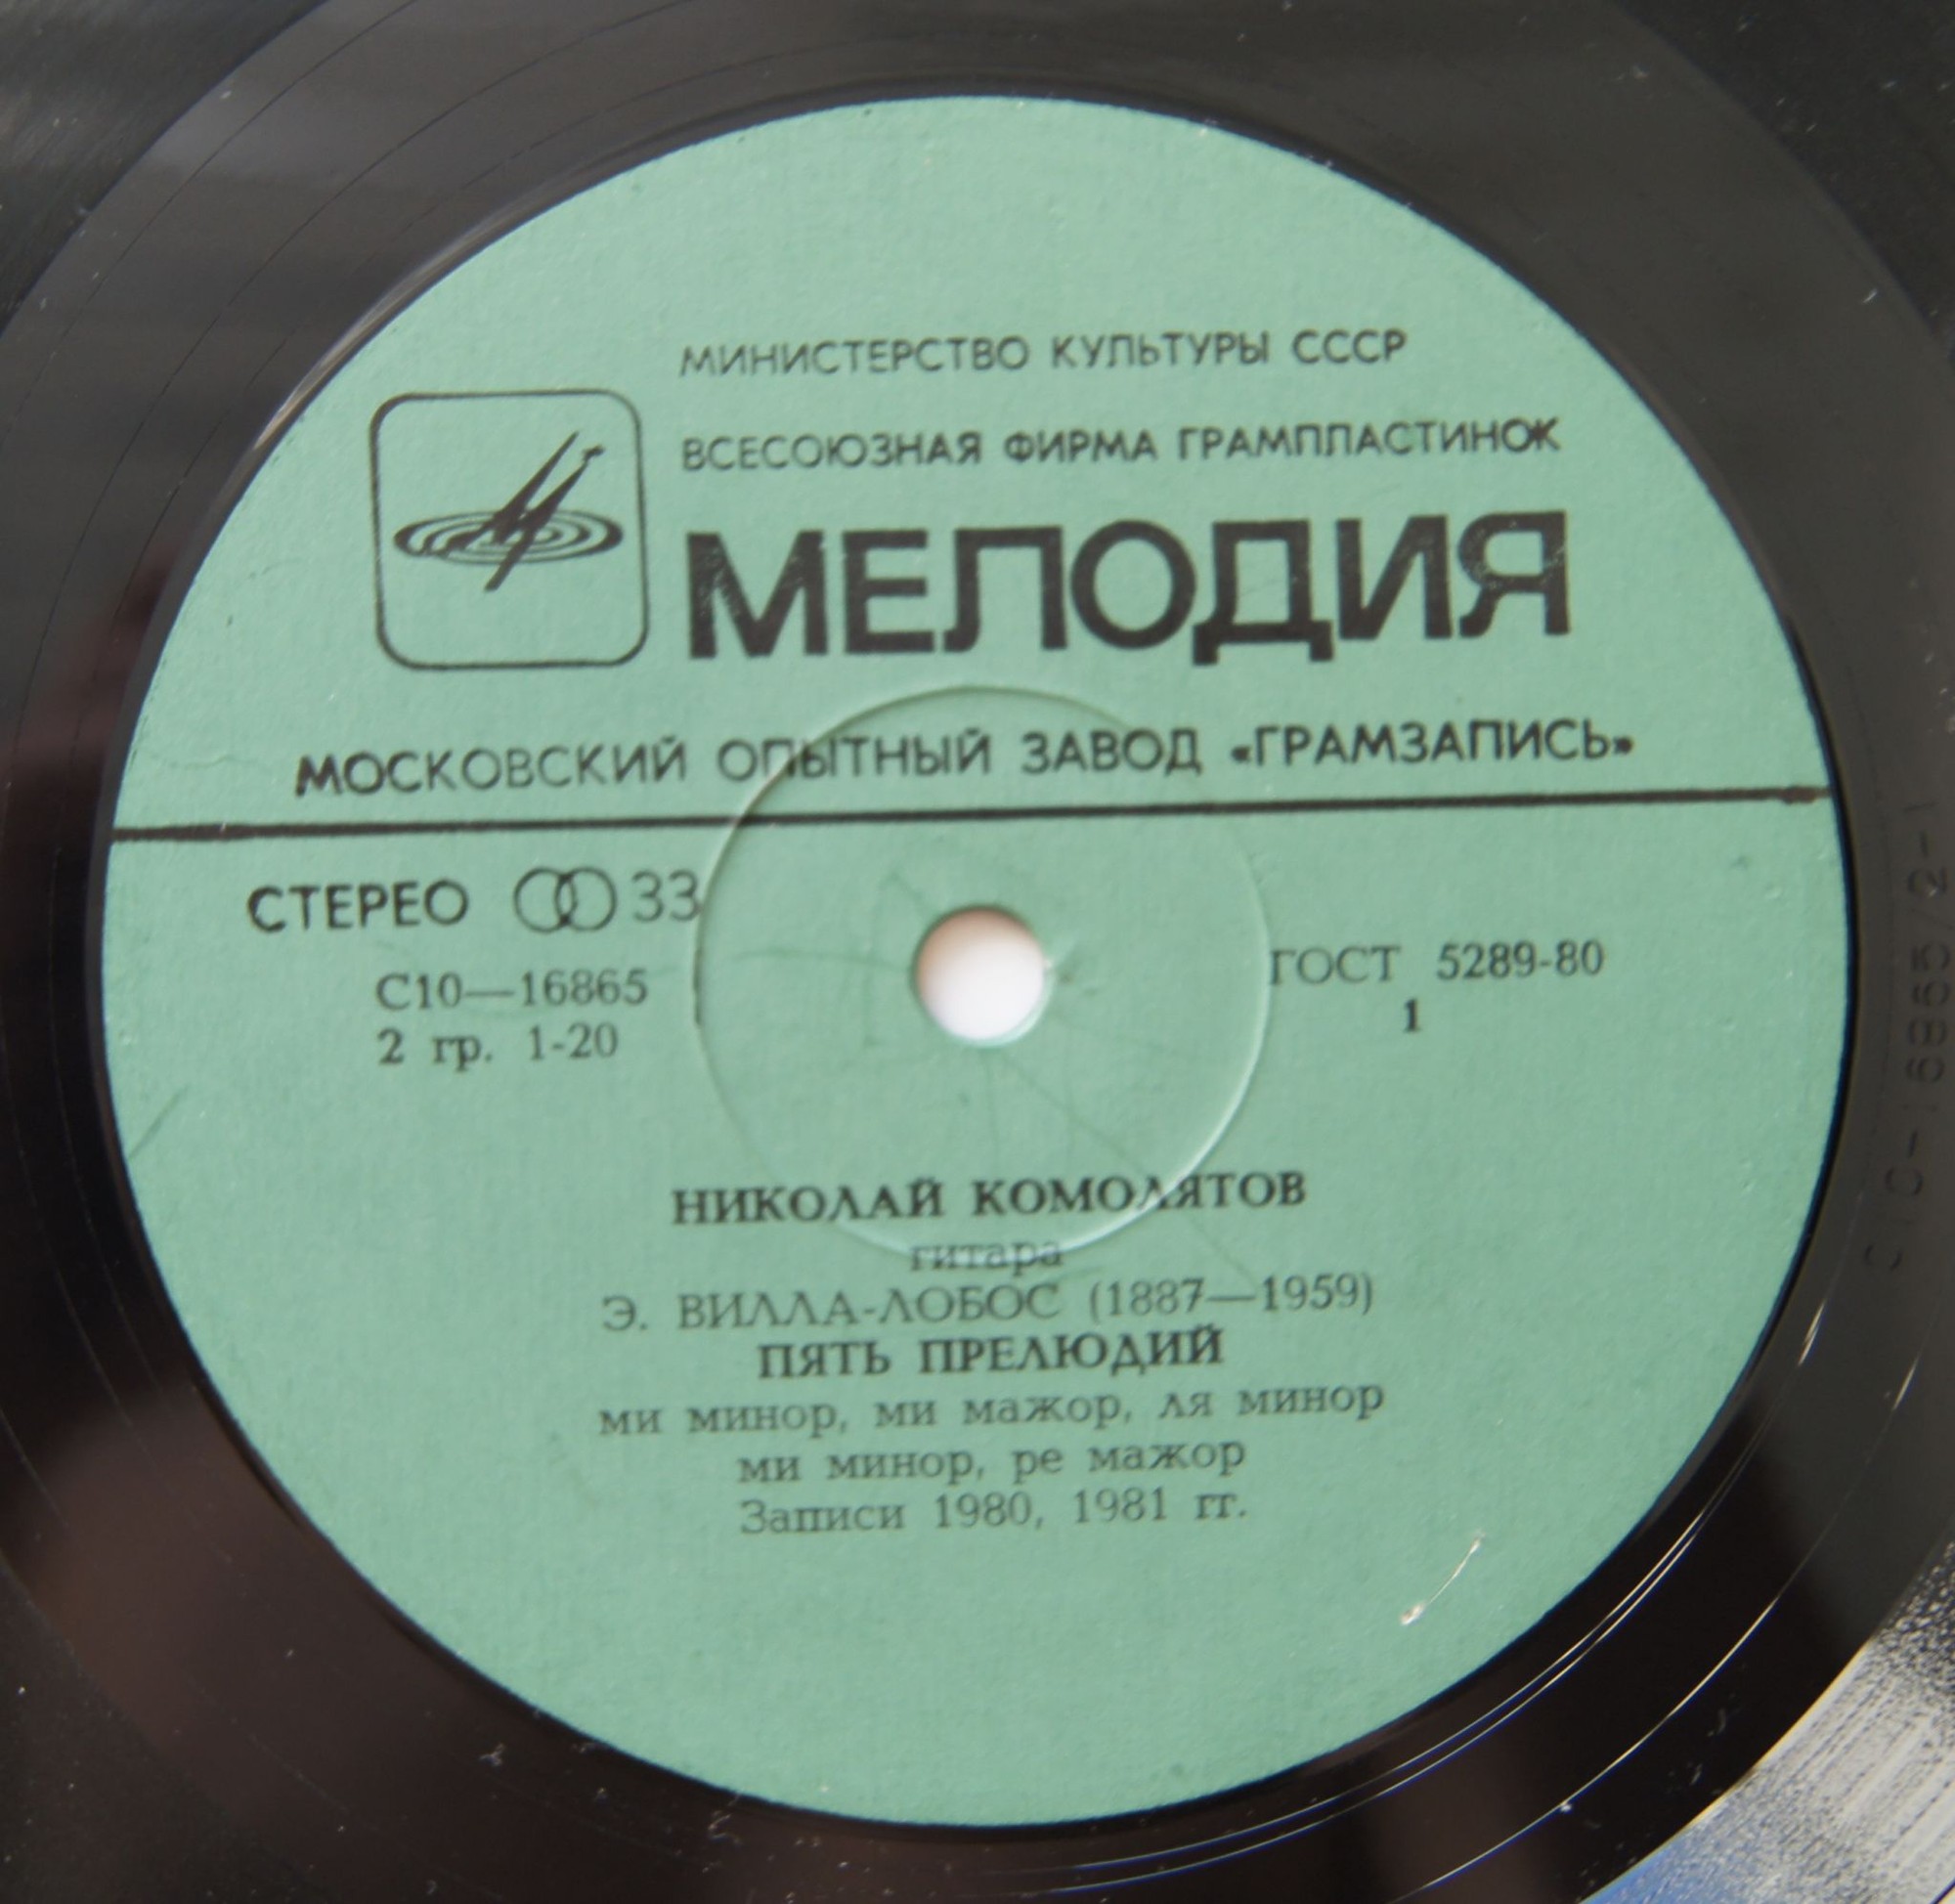 МИНИСТЕРСТВО КУЛЬТУРЫ СССР
ВСЕСОЮЗНАЯ ФИРМА ГРАМПЛАСТИНОК
МЕЛОДИЯ
МОСКОВСКИЙ ОПЫТНЫЙ ЗАВОД «ГРАМЗАПИСЬ»
СТЕРЕО 33
С10—16865
2 гр. 1-20
ГОСТ 5289-80
1
НИКОЛАЙ КОМОЛЯТОВ
гитара
Э. ВИЛЛА-ЛОБОС (1887—1959)
ПЯТЬ ПРЕЛЮДИЙ
ми минор, ми мажор, ля минор
ми минор, ре мажор
Записи 1980, 1981 гг.